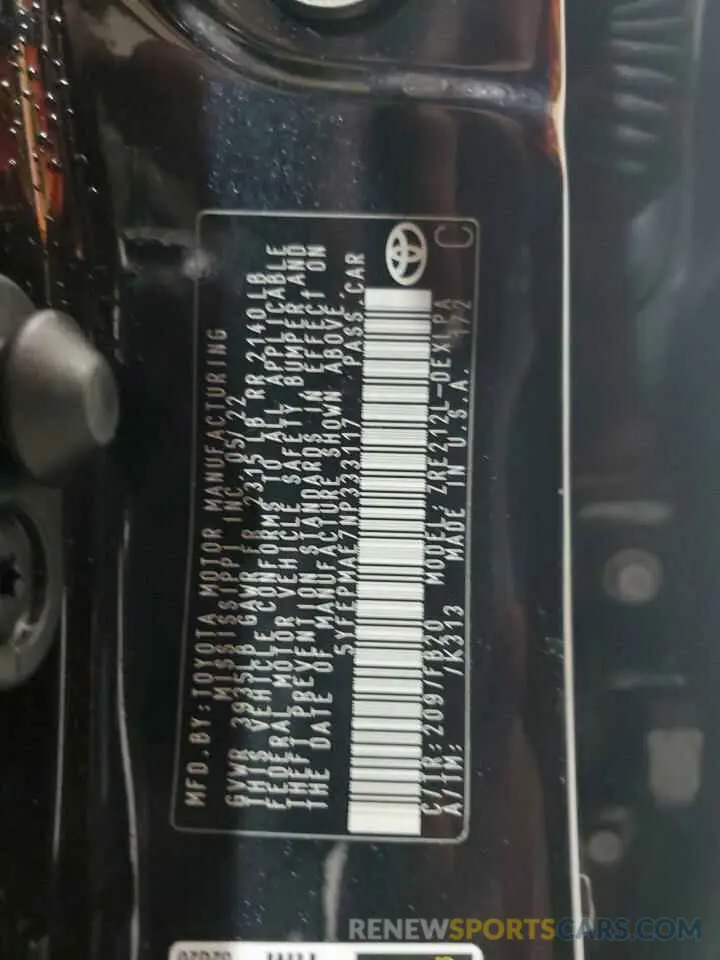 MFD.BY:TOYOTA MOTOR MANUFACTURING
MISSISSIPPI INC 05/22
GVWR 3935LB GAWR FR 2315 LB RR 2140LB
THIS VEHICLE CONFORMS TO ALL APPLICABLE
FEDERAL MOTOR VEHICLE SAFETY, BUMPER AND
THEFT PREVENTION STANDARDS IN EFFECT ON
THE DATE OF MANUFACTURE SHOWN ABOVE.
5YFEPMAE7NP333117 PASS.CAR
C/TR:209/FB20 MODEL:ZRE212L-DEXLPA
A/TM: /K313 MADE IN U.S.A. 172
C
RENEWSPORTSCARS.COM